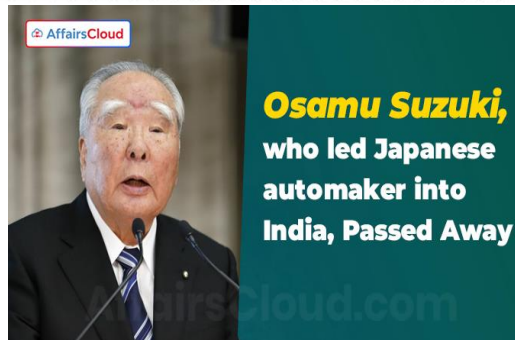 AffairsCloud
Osamu Suzuki,
who led Japanese
automaker into
India, Passed Away
AffairsCloud.com